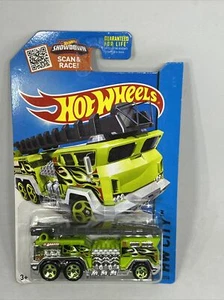 SHOWDOWN
SCAN &
RACE!
GUARANTEED
FOR LIFE
HOT WHEELS
3+
HW CITY